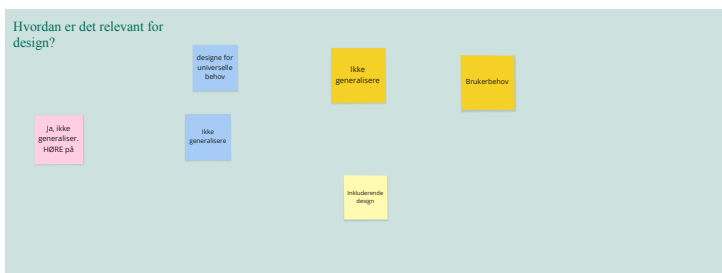 Hvordan er det relevant for
design?
designe for
universelle
behov
Ikke
generalisere
Brukerbehov
Ja, ikke
generaliser.
HØRE på
Ikke
generalisere
Inkluderende
design